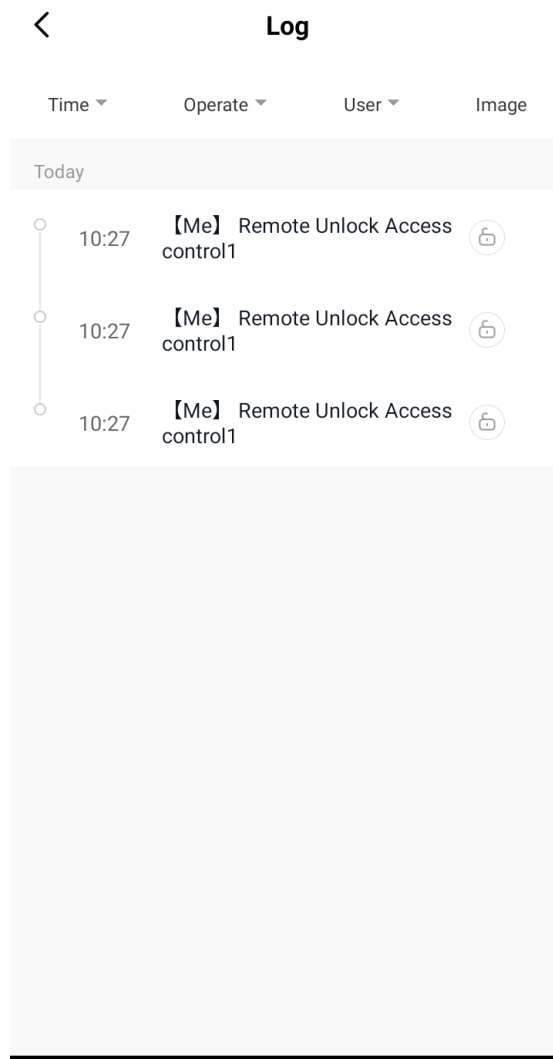 Log
Time Operate User Image
Today
10:27 【Me】 Remote Unlock Access
control1
10:27 【Me】 Remote Unlock Access
control1
10:27 【Me】 Remote Unlock Access
control1